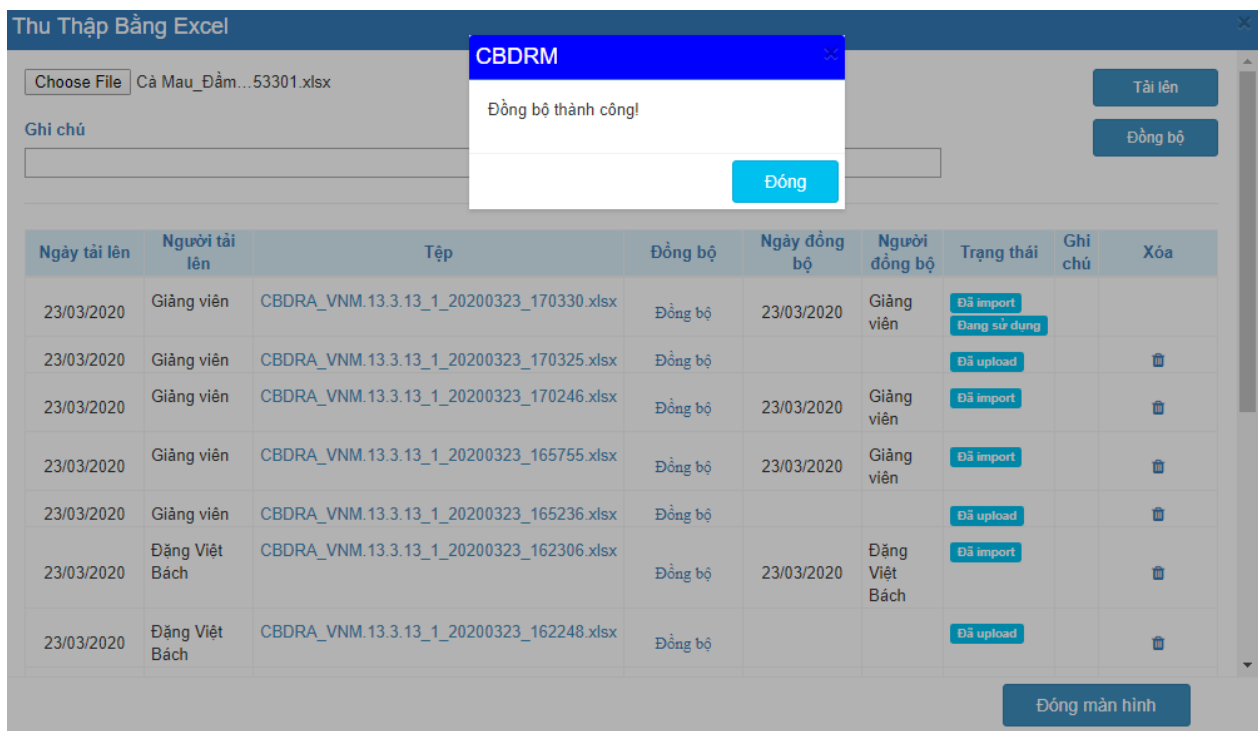 Thu Thập Bằng Excel
CBDRM
Choose File Cà Mau_Đầm...53301.xlsx
Đồng bộ thành công!
Tải lên
Ghi chú
Đồng bộ
Đóng
Ngày tải lên Người tải lên Tệp Đồng bộ Ngày đồng bộ Người đồng bộ Trạng thái Ghi chú Xóa
23/03/2020 Giảng viên CBDRA_VNM.13.3.13_1_20200323_170330.xlsx Đồng bộ 23/03/2020 Giảng viên Đã import Đang sử dụng
23/03/2020 Giảng viên CBDRA_VNM.13.3.13_1_20200323_170325.xlsx Đồng bộ Đã upload
23/03/2020 Giảng viên CBDRA_VNM.13.3.13_1_20200323_170246.xlsx Đồng bộ 23/03/2020 Giảng viên Đã import
23/03/2020 Giảng viên CBDRA_VNM.13.3.13_1_20200323_165755.xlsx Đồng bộ 23/03/2020 Giảng viên Đã import
23/03/2020 Giảng viên CBDRA_VNM.13.3.13_1_20200323_165236.xlsx Đồng bộ Đã upload
23/03/2020 Đặng Việt Bách CBDRA_VNM.13.3.13_1_20200323_162306.xlsx Đồng bộ 23/03/2020 Đặng Việt Bách Đã import
23/03/2020 Đặng Việt Bách CBDRA_VNM.13.3.13_1_20200323_162248.xlsx Đồng bộ Đã upload
Đóng màn hình